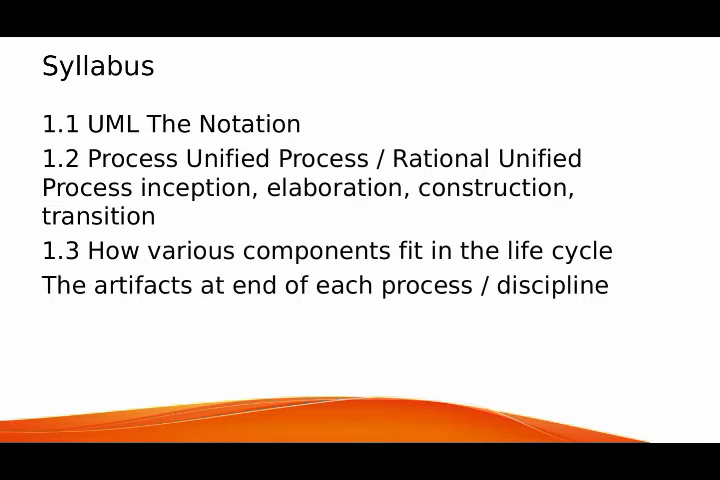 Syllabus
1.1 UML The Notation
1.2 Process Unified Process / Rational Unified
Process inception, elaboration, construction,
transition
1.3 How various components fit in the life cycle
The artifacts at end of each process / discipline